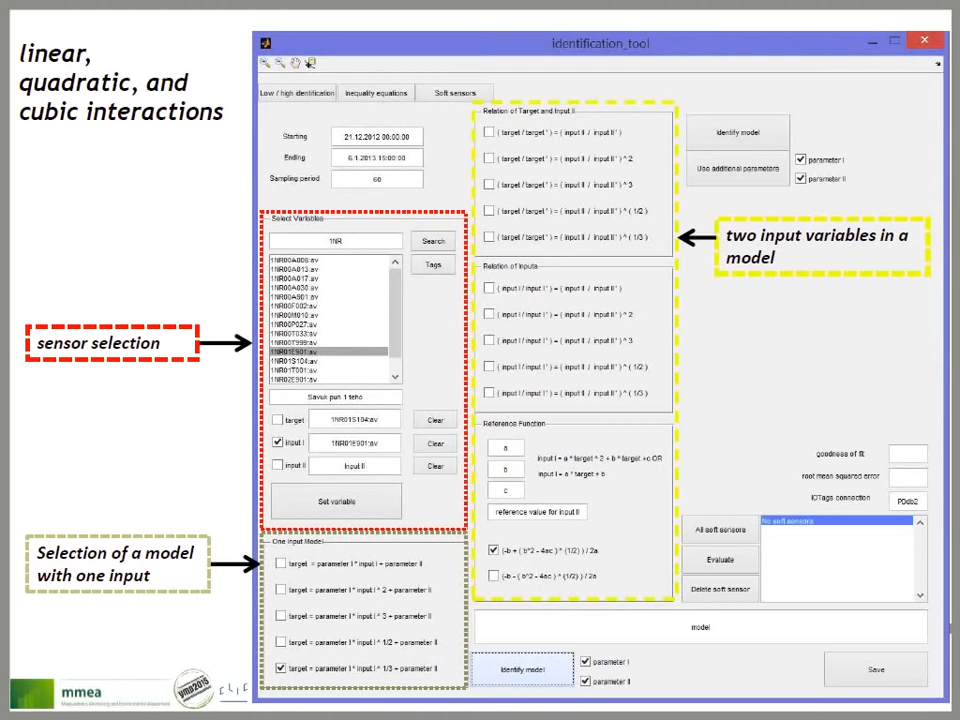 linear,
quadratic, and
cubic interactions
identification_tool
Low / high identification
Inequality equations
Soft sensors
Starting
21.12.2012 00:00:00
Ending
6.1.2013 15:00:00
Sampling period
60
Select Variables
1NR
Search
Tags
1NR00A006:av
1NR00A013:av
1NR00A017:av
1NR00A030:av
1NR00A901:av
1NR00F002:av
1NR00M010:av
1NR00P027:av
1NR00T033:av
1NR00T999:av
1NR01E901:av
1NR01S104:av
1NR01T001:av
1NR02E901:av
Savuk puh 1 teho
target
1NR01S104:av
Clear
input I
1NR01E901:av
Clear
input II
Input II
Clear
Set variable
One Input Model
target = parameter I * input I + parameter II
target = parameter I * input I ^ 2 + parameter II
target = parameter I * input I ^ 3 + parameter II
target = parameter I * input I ^ 1/2 + parameter II
target = parameter I * input I ^ 1/3 + parameter II
Relation of Target and Input II
( target / target* ) = ( input II / input II* )
( target / target* ) = ( input II / input II* ) ^ 2
( target / target* ) = ( input II / input II* ) ^ 3
( target / target* ) = ( input II / input II* ) ^ ( 1/2 )
( target / target* ) = ( input II / input II* ) ^ ( 1/3 )
Relation of Inputs
( input I / input I* ) = ( input II / input II* )
( input I / input I* ) = ( input II / input II* ) ^ 2
( input I / input I* ) = ( input II / input II* ) ^ 3
( input I / input I* ) = ( input II / input II* ) ^ ( 1/2 )
( input I / input I* ) = ( input II / input II* ) ^ ( 1/3 )
Reference Function
a
b
c
input I = a * target ^ 2 + b * target +c OR
input I = a * target + b
reference value for input II
(-b + ( b^2 - 4ac ) ^ (1/2) ) / 2a
(-b - ( b^2 - 4ac ) ^ (1/2) ) / 2a
Identify model
Use additional parameters
parameter I
parameter II
two input variables in a
model
sensor selection
Selection of a model
with one input
goodness of fit
root mean squared error
IOTags connection
PDdb2
All soft sensors
Evaluate
Delete soft sensor
No soft sensors
model
Identify model
parameter I
parameter II
Save
mmea
ymp2015